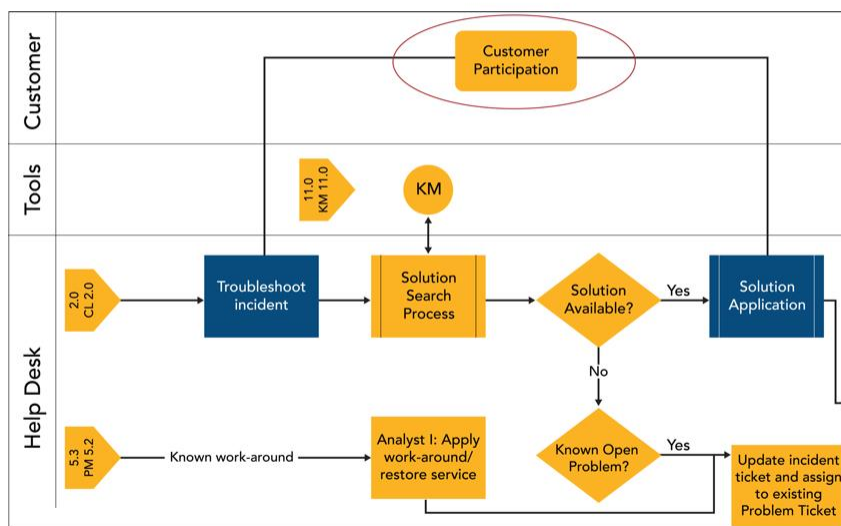 Customer
Customer
Participation
Tools
11.0
KM 11.0
KM
Help Desk
2.0
CL 2.0
Troubleshoot
incident
Solution
Search
Process
Solution
Available?
Yes
Solution
Application
No
5.3
PM 5.2
Known work-around
Analyst I: Apply
work-around/
restore service
Known Open
Problem?
Yes
Update incident
ticket and assign
to existing
Problem Ticket